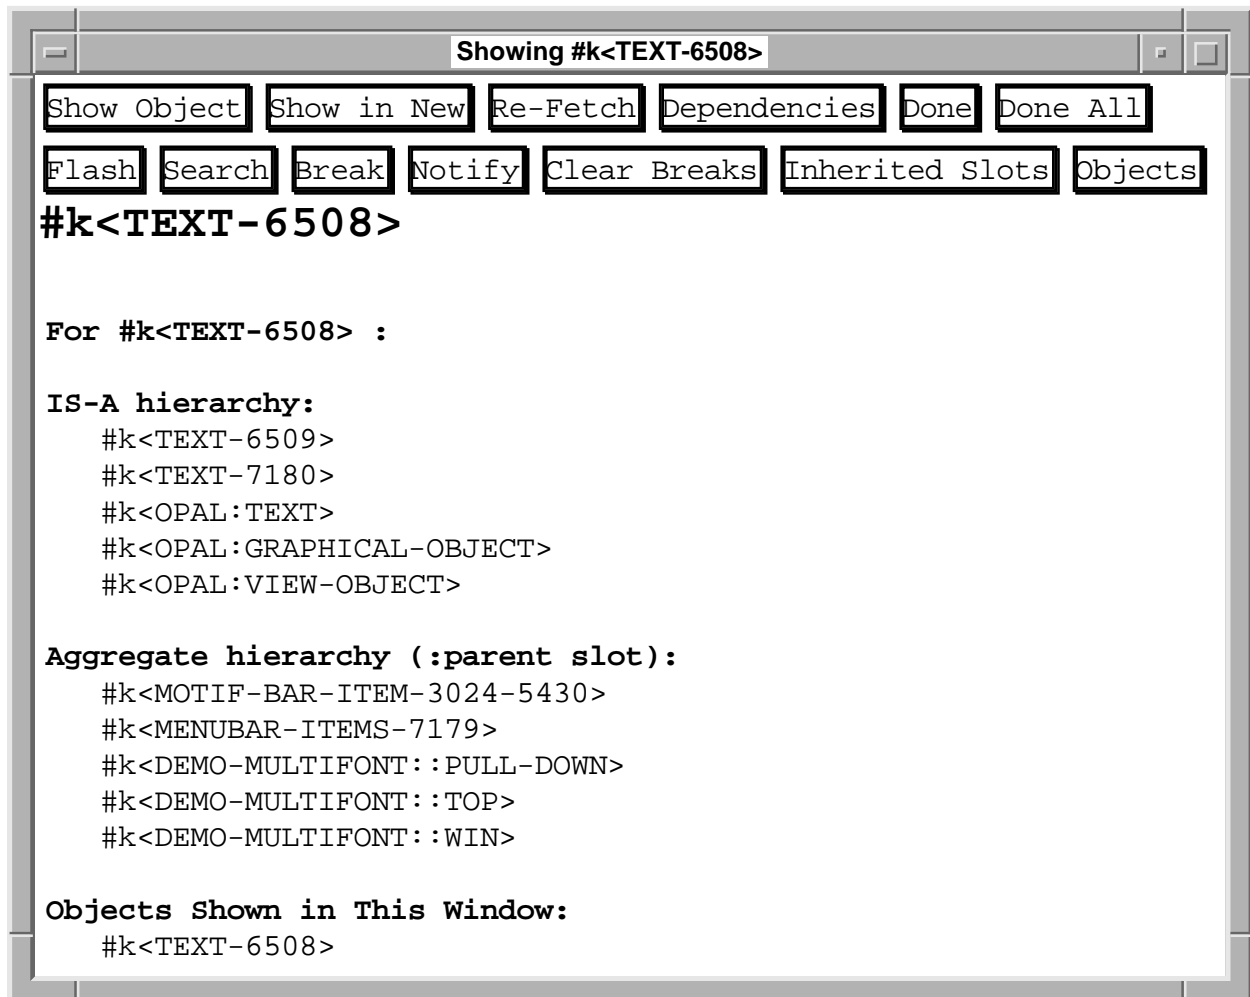 Showing #k<TEXT-6508>
Show Object Show in New Re-Fetch Dependencies Done Done All
Flash Search Break Notify Clear Breaks Inherited Slots Objects
#k<TEXT-6508>
For #k<TEXT-6508> :
IS-A hierarchy:
#k<TEXT-6509>
#k<TEXT-7180>
#k<OPAL:TEXT>
#k<OPAL:GRAPHICAL-OBJECT>
#k<OPAL:VIEW-OBJECT>
Aggregate hierarchy (:parent slot):
#k<MOTIF-BAR-ITEM-3024-5430>
#k<MENUBAR-ITEMS-7179>
#k<DEMO-MULTIFONT::PULL-DOWN>
#k<DEMO-MULTIFONT::TOP>
#k<DEMO-MULTIFONT::WIN>
Objects Shown in This Window:
#k<TEXT-6508>